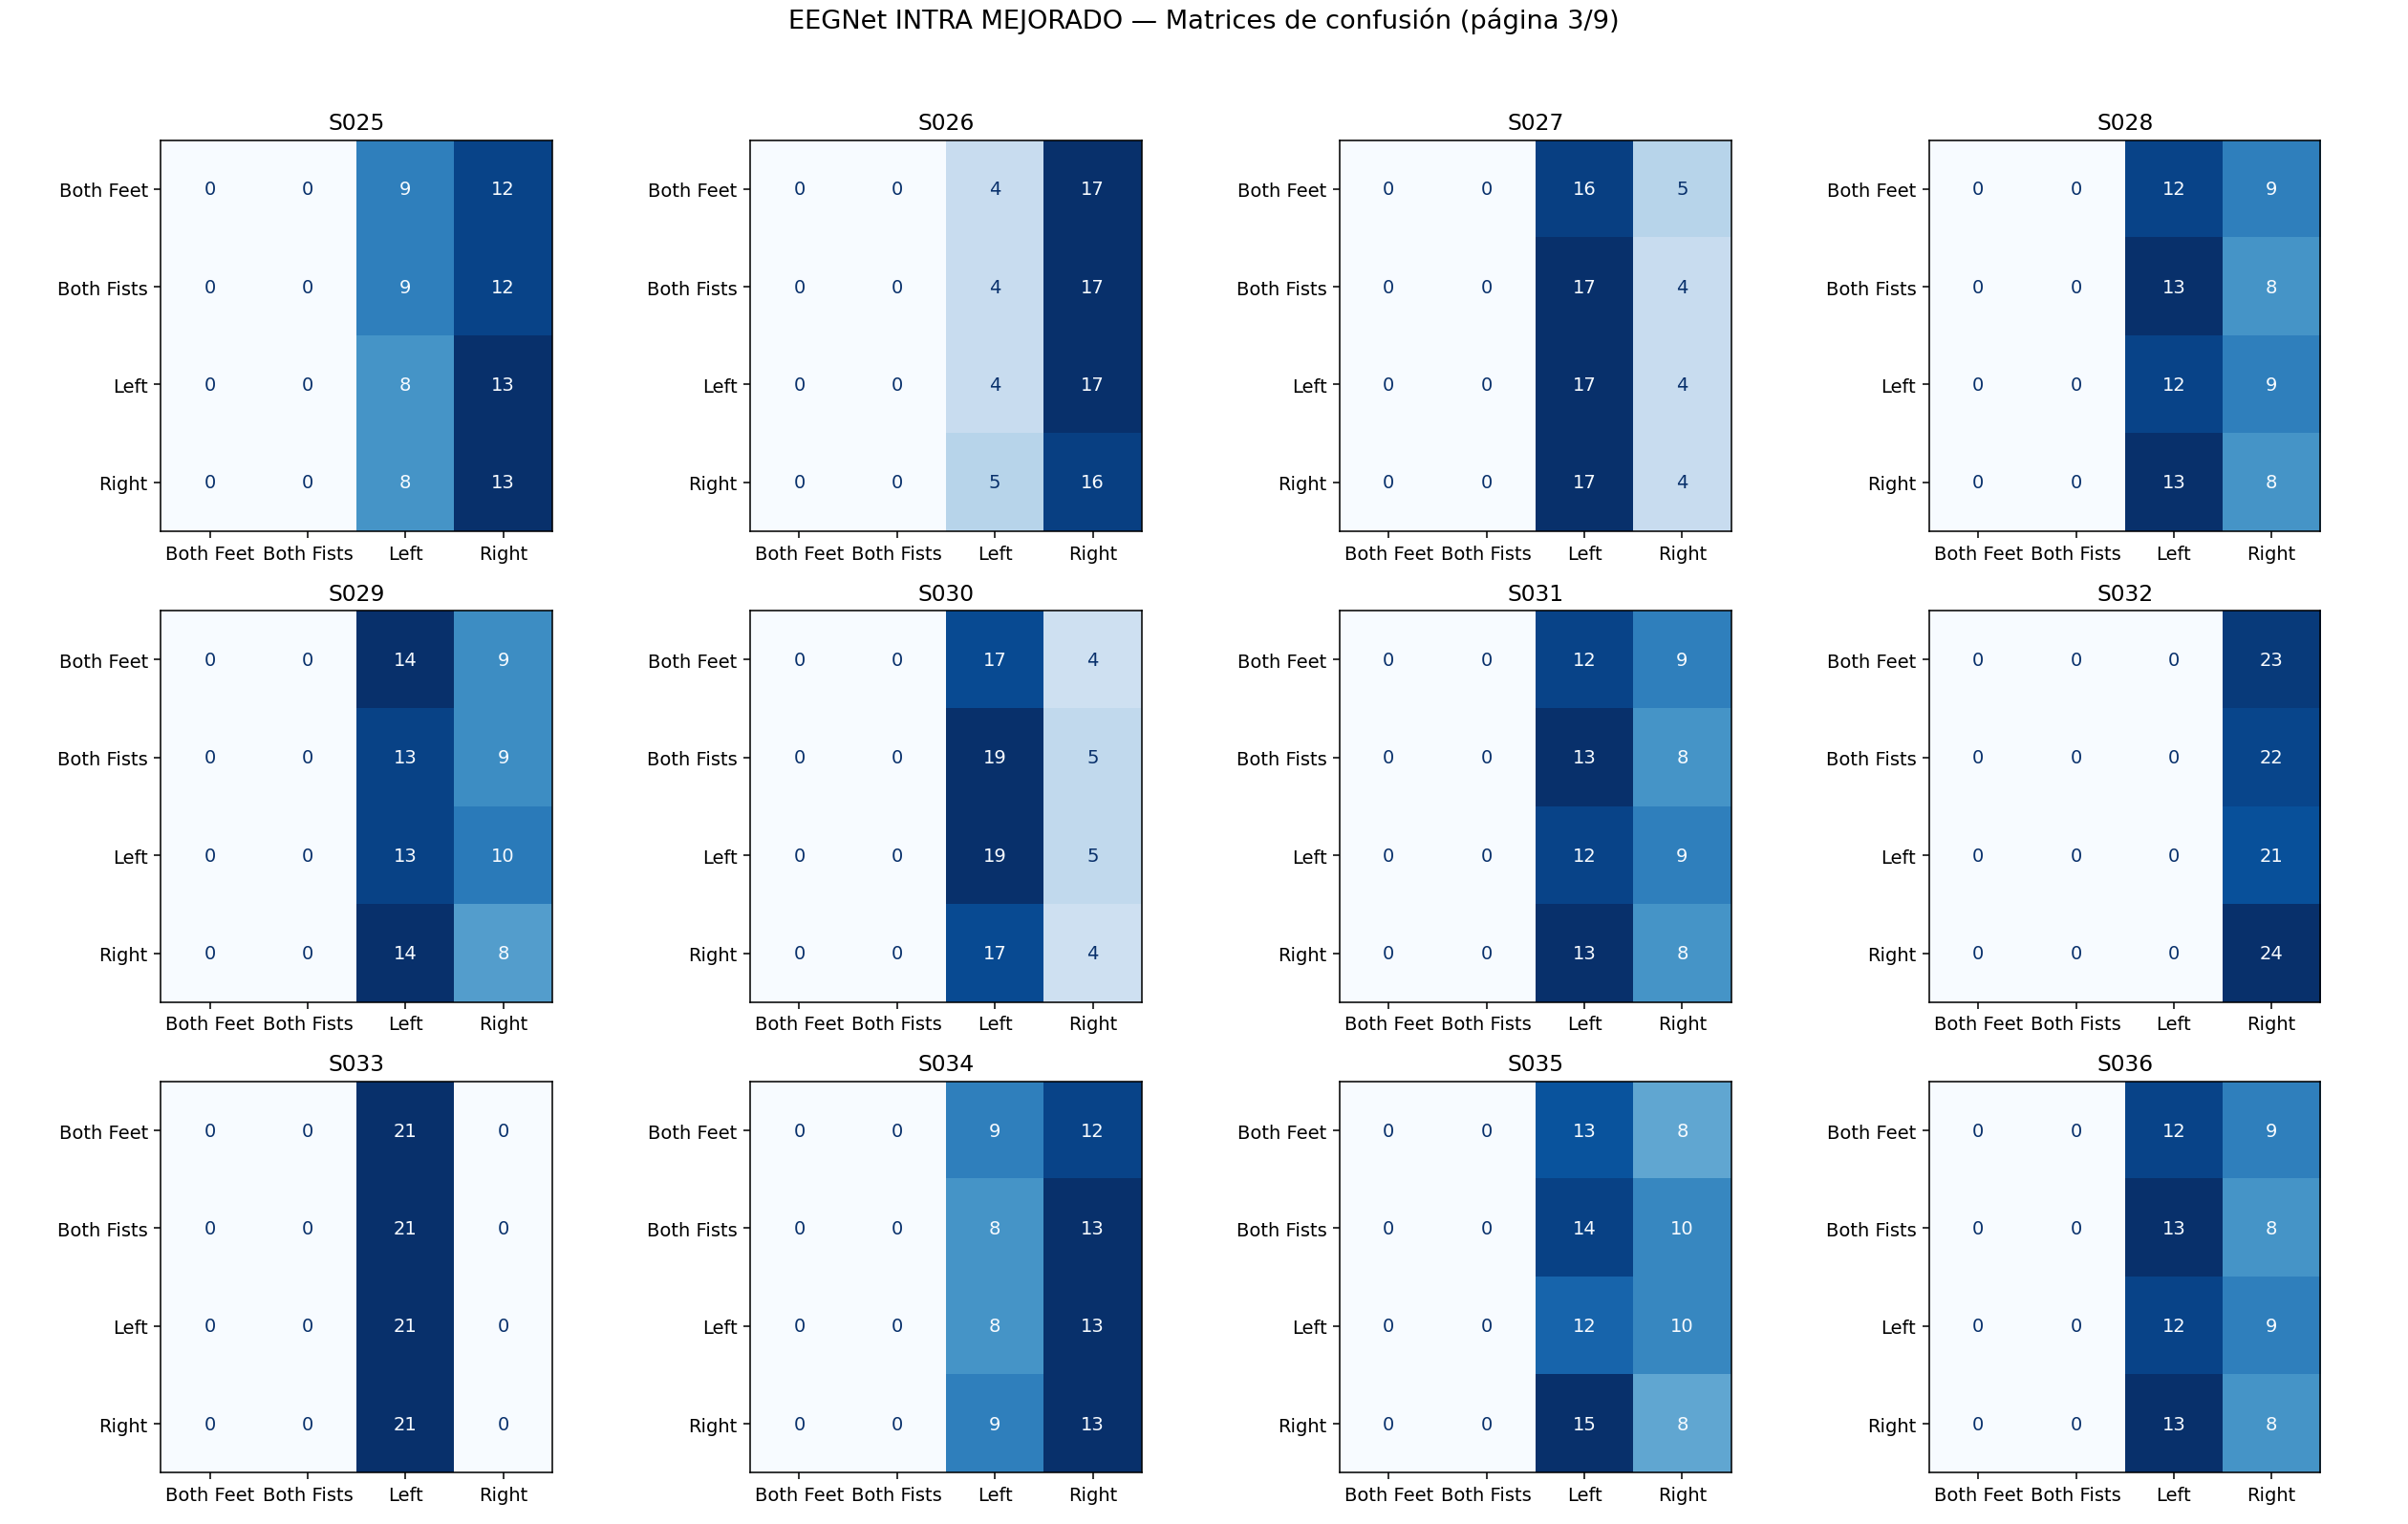 EEGNet INTRA MEJORADO — Matrices de confusión (página 3/9)
S025 S026 S027 S028
Both Feet 0 0 9 12 Both Feet 0 0 4 17 Both Feet 0 0 16 5 Both Feet 0 0 12 9
Both Fists 0 0 9 12 Both Fists 0 0 4 17 Both Fists 0 0 17 4 Both Fists 0 0 13 8
Left 0 0 8 13 Left 0 0 4 17 Left 0 0 17 4 Left 0 0 12 9
Right 0 0 8 13 Right 0 0 5 16 Right 0 0 17 4 Right 0 0 13 8
Both Feet Both Fists Left Right Both Feet Both Fists Left Right Both Feet Both Fists Left Right Both Feet Both Fists Left Right
S029 S030 S031 S032
Both Feet 0 0 14 9 Both Feet 0 0 17 4 Both Feet 0 0 12 9 Both Feet 0 0 0 23
Both Fists 0 0 13 9 Both Fists 0 0 19 5 Both Fists 0 0 13 8 Both Fists 0 0 0 22
Left 0 0 13 10 Left 0 0 19 5 Left 0 0 12 9 Left 0 0 0 21
Right 0 0 14 8 Right 0 0 17 4 Right 0 0 13 8 Right 0 0 0 24
Both Feet Both Fists Left Right Both Feet Both Fists Left Right Both Feet Both Fists Left Right Both Feet Both Fists Left Right
S033 S034 S035 S036
Both Feet 0 0 21 0 Both Feet 0 0 9 12 Both Feet 0 0 13 8 Both Feet 0 0 12 9
Both Fists 0 0 21 0 Both Fists 0 0 8 13 Both Fists 0 0 14 10 Both Fists 0 0 13 8
Left 0 0 21 0 Left 0 0 8 13 Left 0 0 12 10 Left 0 0 12 9
Right 0 0 21 0 Right 0 0 9 13 Right 0 0 15 8 Right 0 0 13 8
Both Feet Both Fists Left Right Both Feet Both Fists Left Right Both Feet Both Fists Left Right Both Feet Both Fists Left Right